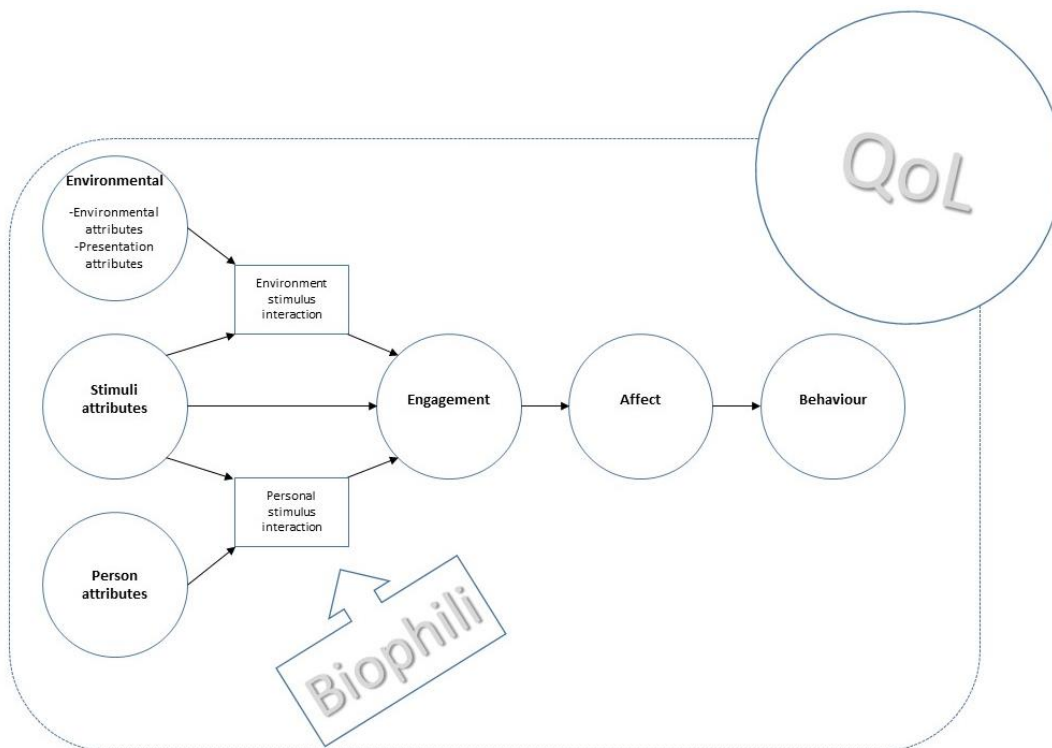 QoL
Environmental
-Environmental
attributes
-Presentation
attributes
Environment
stimulus
interaction
Stimuli
attributes
Engagement
Affect
Behaviour
Personal
stimulus
interaction
Person
attributes
Biophili